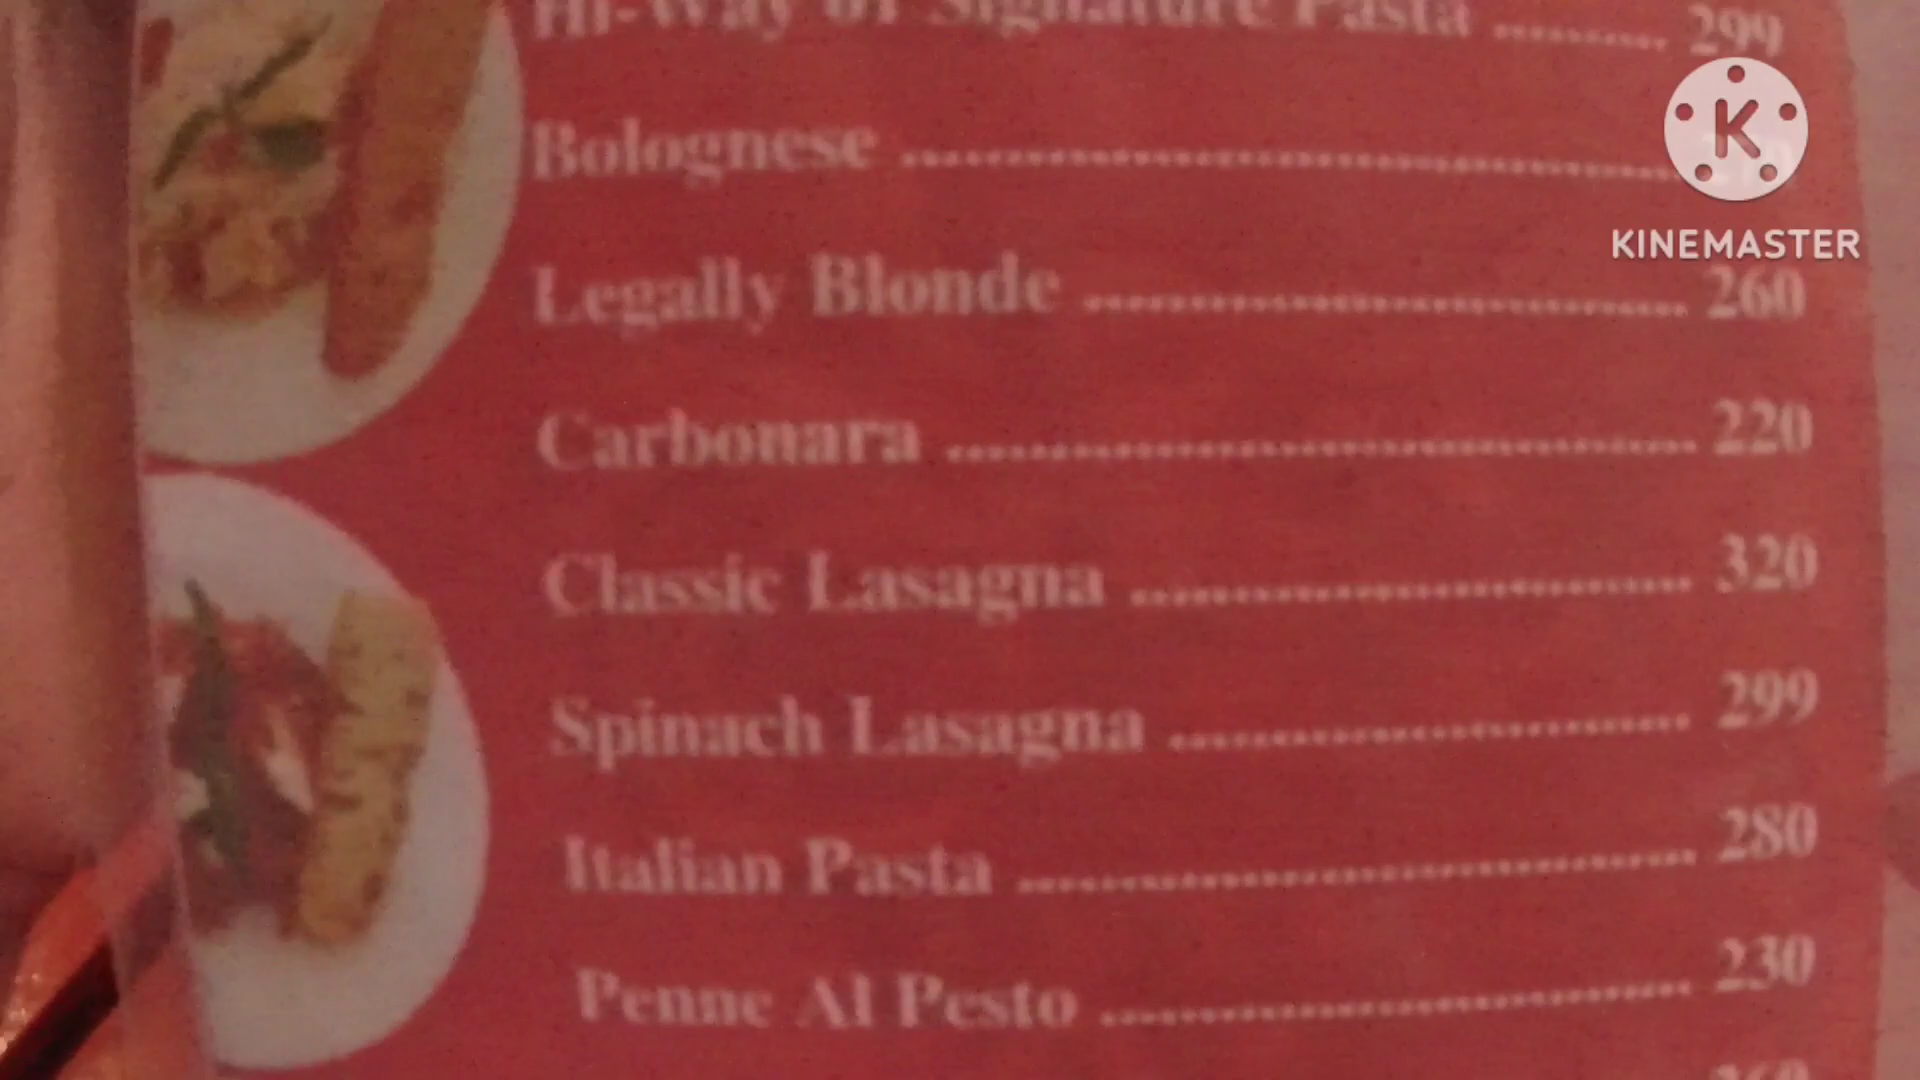 Hi-Way of Signature Pasta .......... 299
Bolognese ..........
Legally Blonde .......... 260
Carbonara .......... 220
Classic Lasagna .......... 320
Spinach Lasagna .......... 299
Italian Pasta .......... 280
Penne Al Pesto .......... 230
K
KINEMASTER